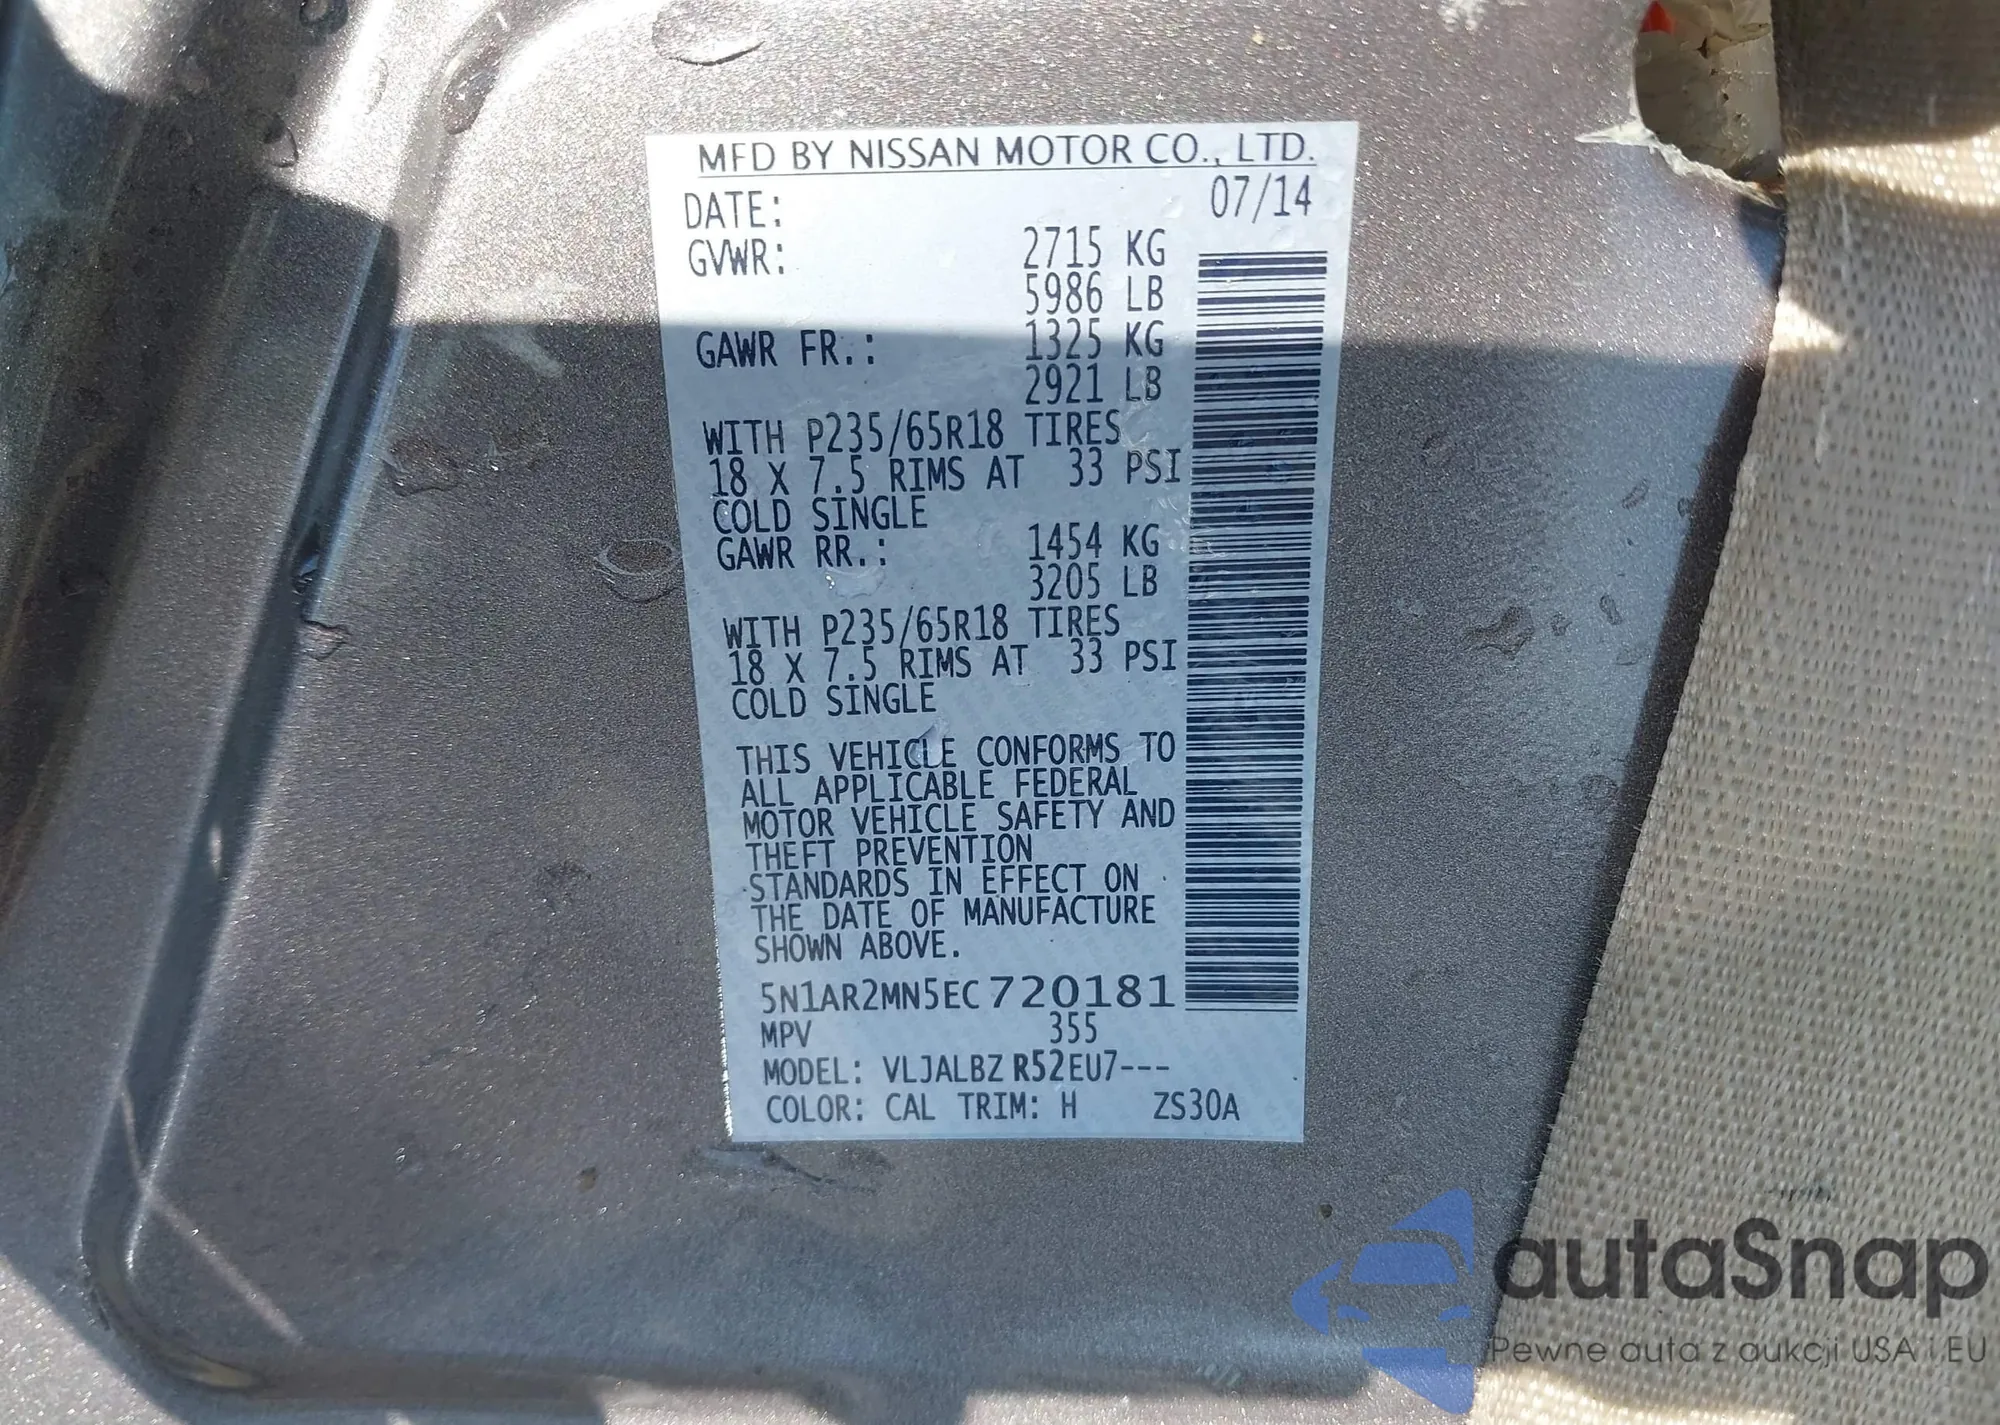 MFD BY NISSAN MOTOR CO., LTD.
DATE: 07/14
GVWR: 2715 KG
5986 LB
GAWR FR.: 1325 KG
2921 LB
WITH P235/65R18 TIRES
18 X 7.5 RIMS AT 33 PSI
COLD SINGLE
GAWR RR.: 1454 KG
3205 LB
WITH P235/65R18 TIRES
18 X 7.5 RIMS AT 33 PSI
COLD SINGLE
THIS VEHICLE CONFORMS TO
ALL APPLICABLE FEDERAL
MOTOR VEHICLE SAFETY AND
THEFT PREVENTION
STANDARDS IN EFFECT ON
THE DATE OF MANUFACTURE
SHOWN ABOVE.
5N1AR2MN5EC720181
MPV 355
MODEL: VLJALBZ R52EU7---
COLOR: CAL TRIM: H ZS30A
autaSnap
Pewne auta z aukcji USA i EU